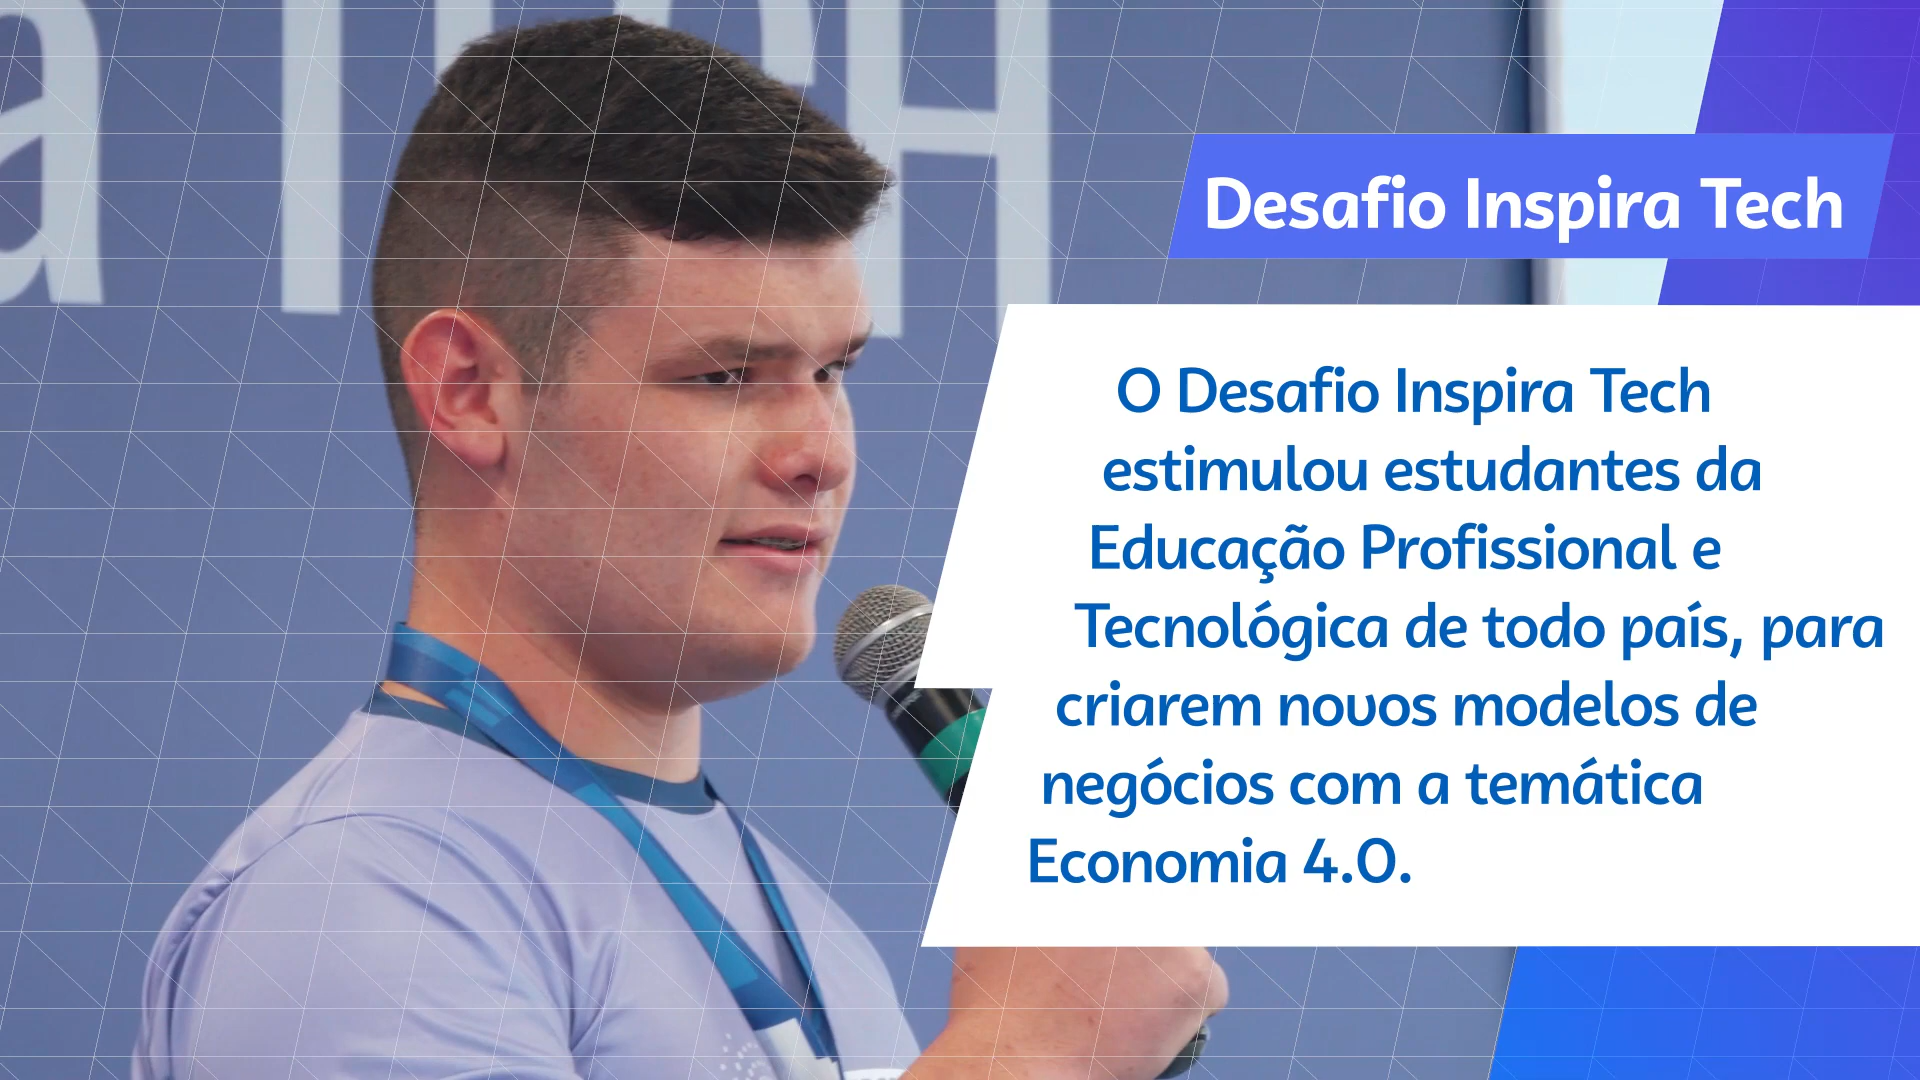 a Tech
Desafio Inspira Tech
O Desafio Inspira Tech
estimulou estudantes da
Educação Profissional e
Tecnológica de todo país, para
criarem novos modelos de
negócios com a temática
Economia 4.0.